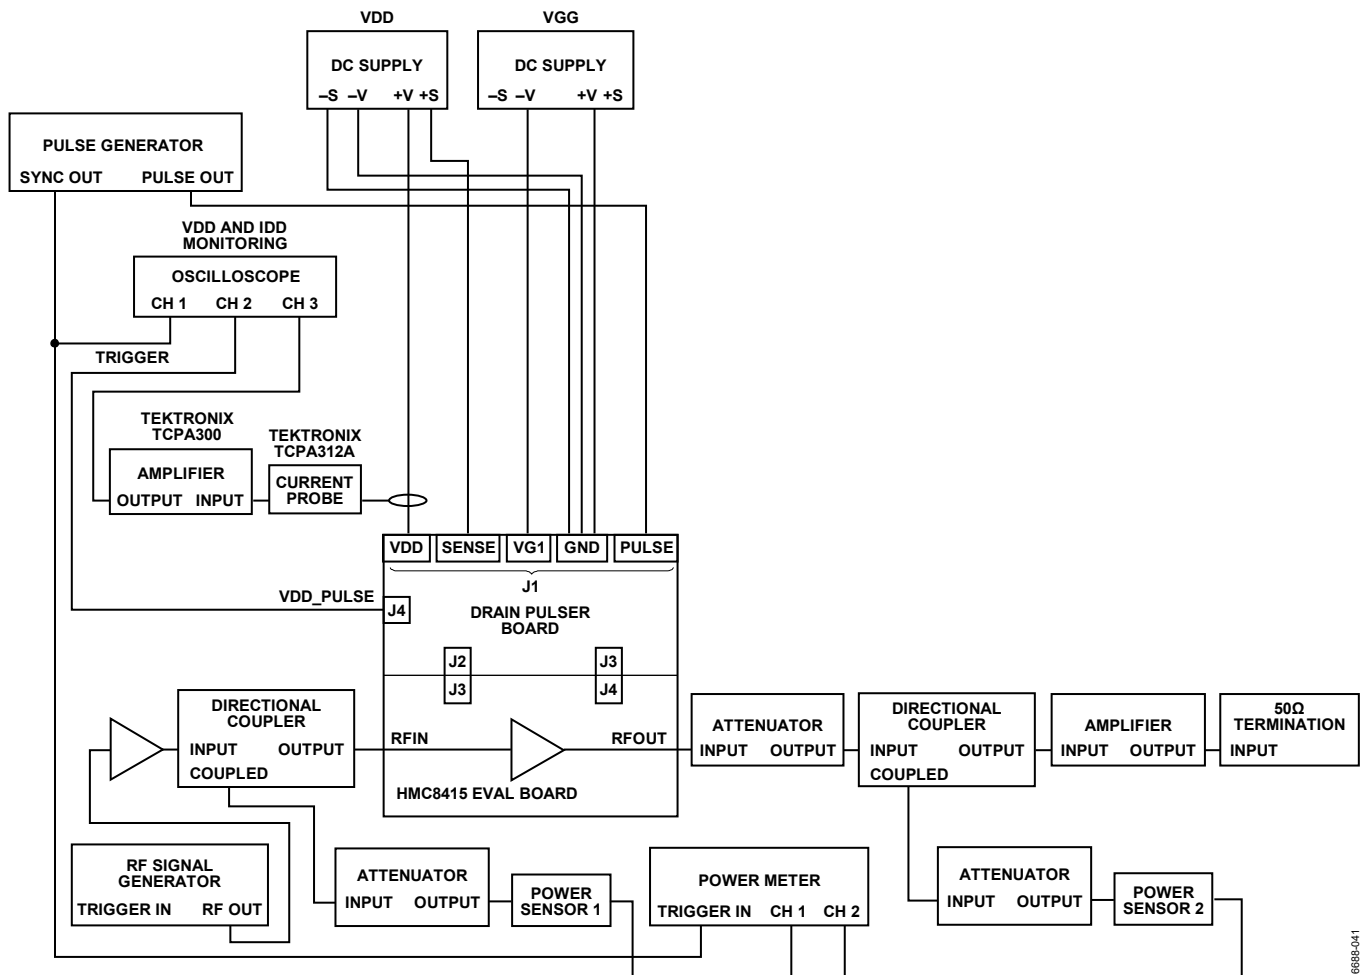 VDD
VGG
DC SUPPLY
–S –V +V +S
DC SUPPLY
–S –V +V +S
PULSE GENERATOR
SYNC OUT PULSE OUT
VDD AND IDD
MONITORING
OSCILLOSCOPE
CH 1 CH 2 CH 3
TRIGGER
TEKTRONIX
TCPA300
AMPLIFIER
OUTPUT INPUT
TEKTRONIX
TCPA312A
CURRENT
PROBE
VDD SENSE VG1 GND PULSE
J1
VDD_PULSE
J4
DRAIN PULSER
BOARD
J2 J3
J3 J4
DIRECTIONAL
COUPLER
INPUT OUTPUT
COUPLED
RFIN RFOUT
HMC8415 EVAL BOARD
ATTENUATOR
INPUT OUTPUT
DIRECTIONAL
COUPLER
INPUT OUTPUT
COUPLED
AMPLIFIER
INPUT OUTPUT
50Ω
TERMINATION
INPUT
RF SIGNAL
GENERATOR
TRIGGER IN RF OUT
ATTENUATOR
INPUT OUTPUT
POWER
SENSOR 1
POWER METER
TRIGGER IN CH 1 CH 2
ATTENUATOR
INPUT OUTPUT
POWER
SENSOR 2
6688-041